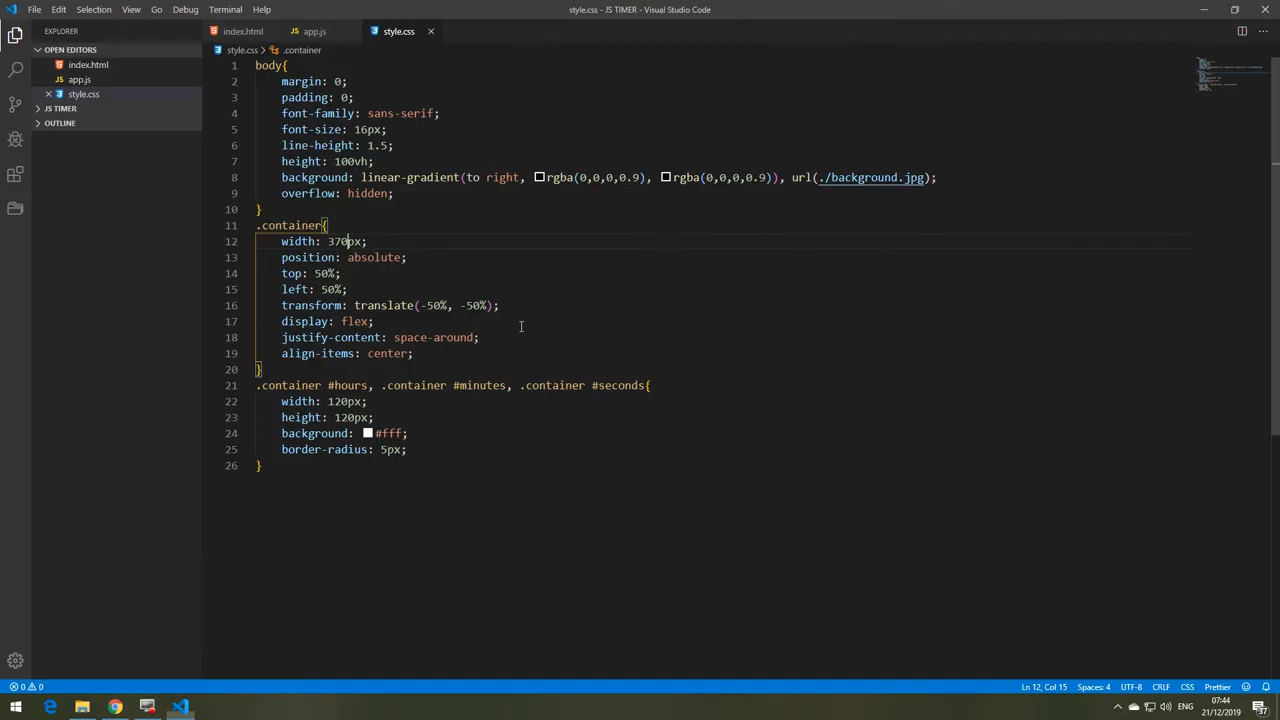 File Edit Selection View Go Debug Terminal Help
style.css - JS TIMER - Visual Studio Code
EXPLORER
OPEN EDITORS
index.html
app.js
style.css
JS TIMER
OUTLINE
index.html
JS app.js
style.css
style.css > .container
1 body{
2 margin: 0;
3 padding: 0;
4 font-family: sans-serif;
5 font-size: 16px;
6 line-height: 1.5;
7 height: 100vh;
8 background: linear-gradient(to right, rgba(0,0,0,0.9), rgba(0,0,0,0.9)), url(./background.jpg);
9 overflow: hidden;
10 }
11 .container{
12 width: 370px;
13 position: absolute;
14 top: 50%;
15 left: 50%;
16 transform: translate(-50%, -50%);
17 display: flex;
18 justify-content: space-around;
19 align-items: center;
20 }
21 .container #hours, .container #minutes, .container #seconds{
22 width: 120px;
23 height: 120px;
24 background: #fff;
25 border-radius: 5px;
26 }
0 0
Ln 12, Col 15 Spaces: 4 UTF-8 CRLF CSS Prettier
ENG
07:44
21/12/2019
37